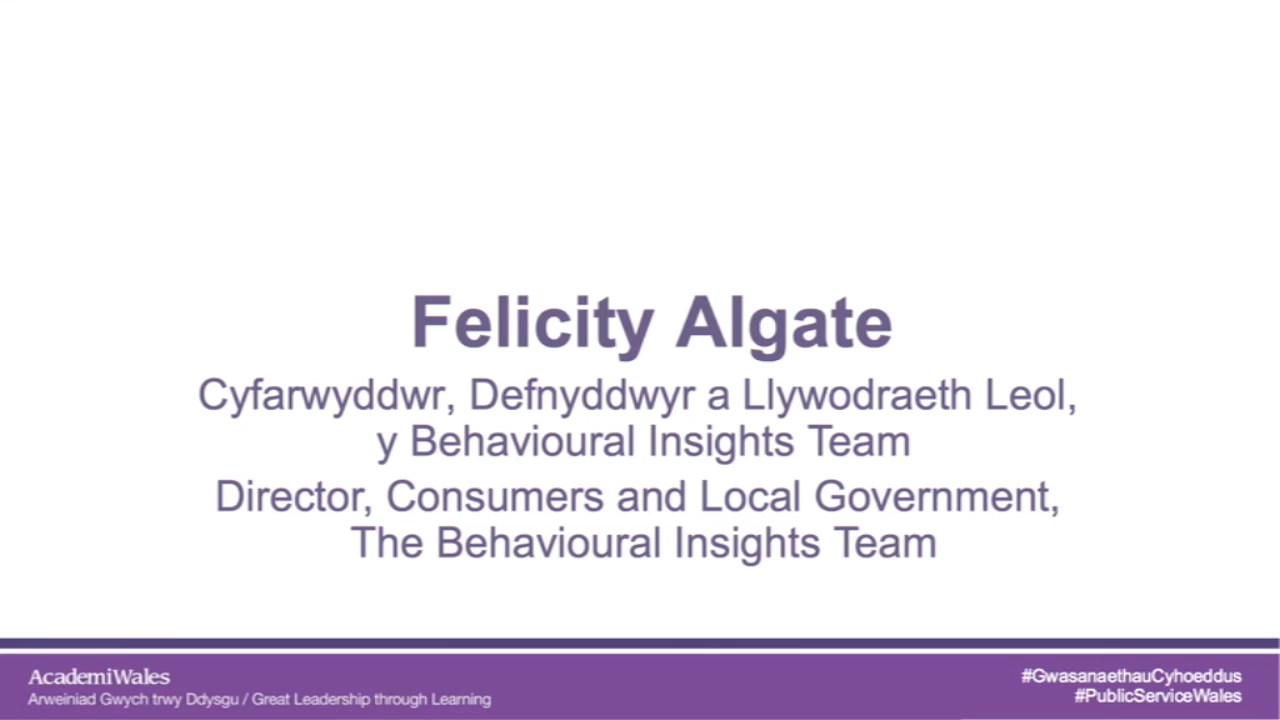 Felicity Algate
Cyfarwyddwr, Defnyddwyr a Llywodraeth Leol,
y Behavioural Insights Team
Director, Consumers and Local Government,
The Behavioural Insights Team
AcademiWales
Arweiniad Gwych trwy Ddysgu / Great Leadership through Learning
#GwasanaethauCyhoeddus
#PublicServiceWales